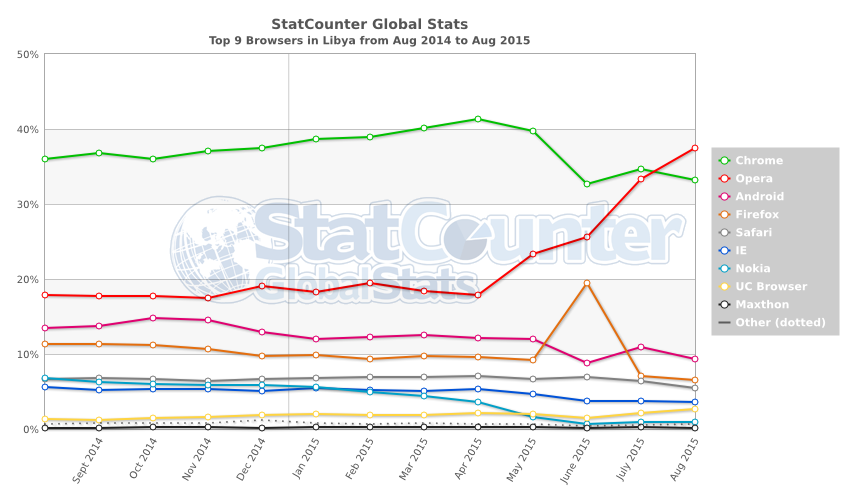 StatCounter Global Stats
Top 9 Browsers in Libya from Aug 2014 to Aug 2015
50%
40%
30%
20%
10%
0%
StatCounter
GlobalStats
Chrome
Opera
Android
Firefox
Safari
IE
Nokia
UC Browser
Maxthon
Other (dotted)
Sept 2014
Oct 2014
Nov 2014
Dec 2014
Jan 2015
Feb 2015
Mar 2015
Apr 2015
May 2015
June 2015
July 2015
Aug 2015